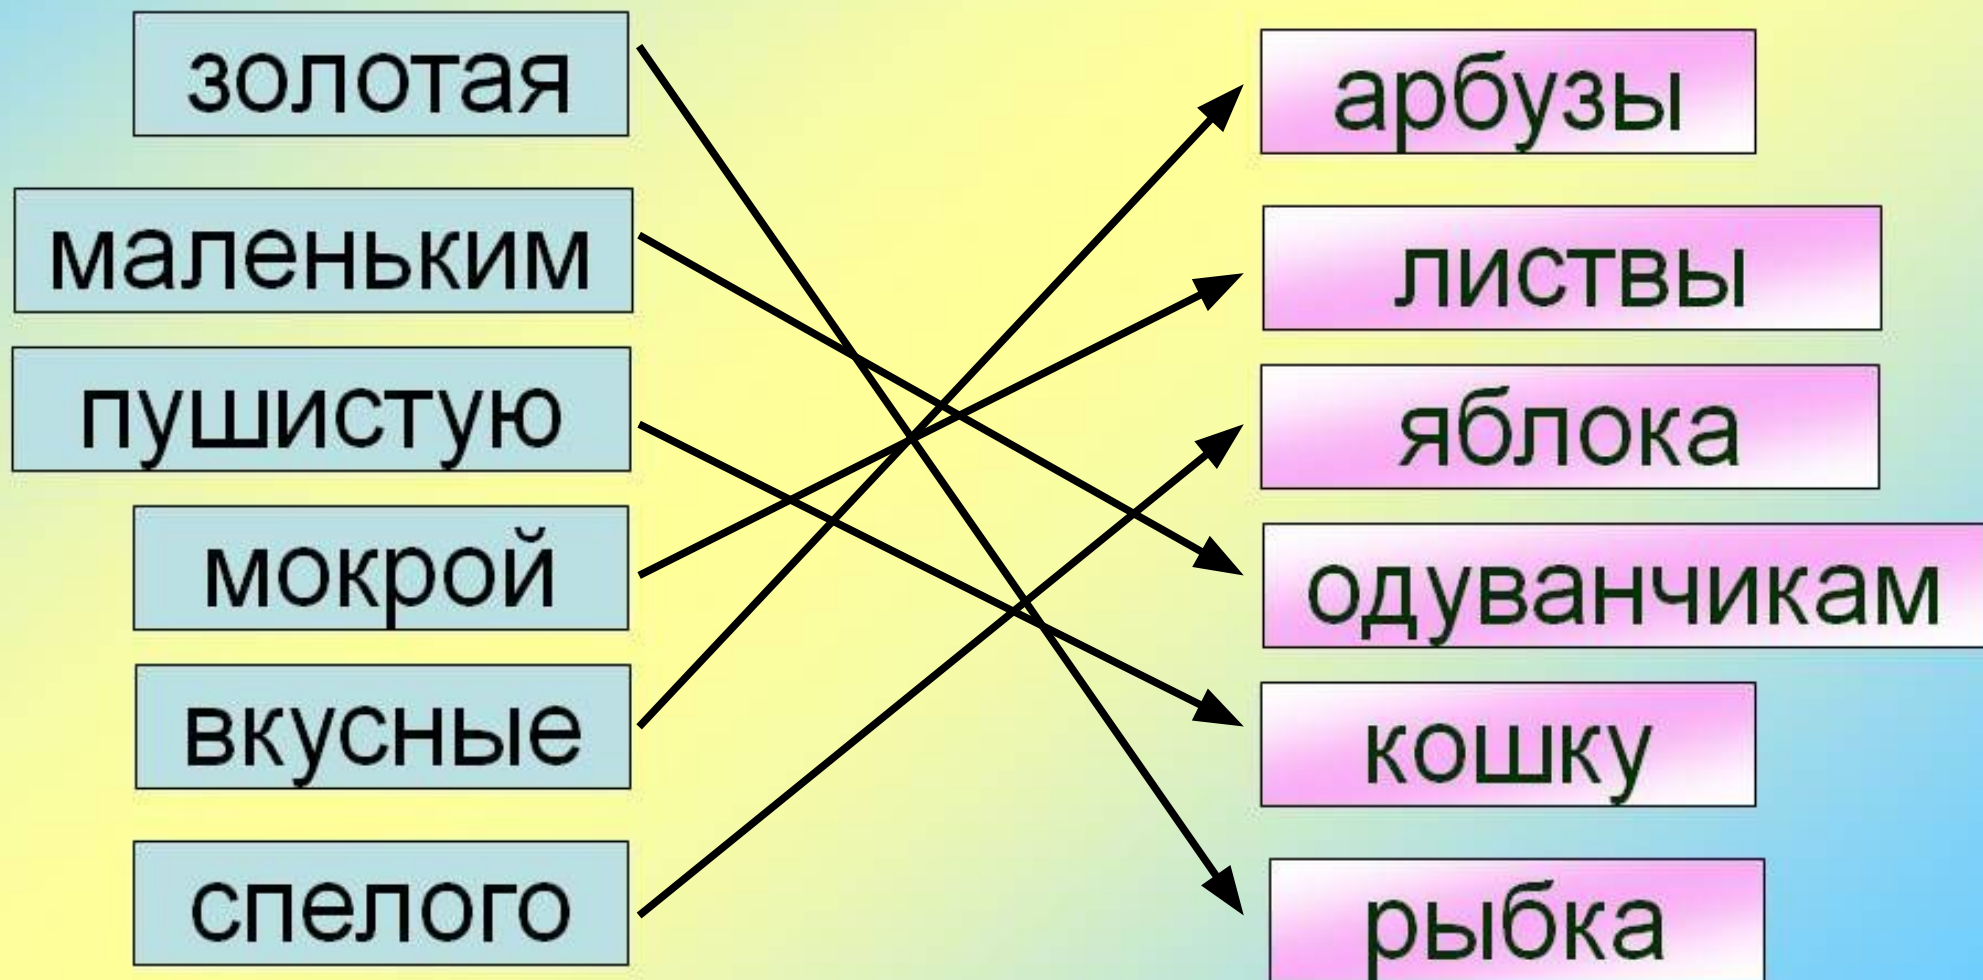 золотая
маленьким
пушистую
мокрой
вкусные
спелого
арбузы
листвы
яблока
одуванчикам
кошку
рыбка